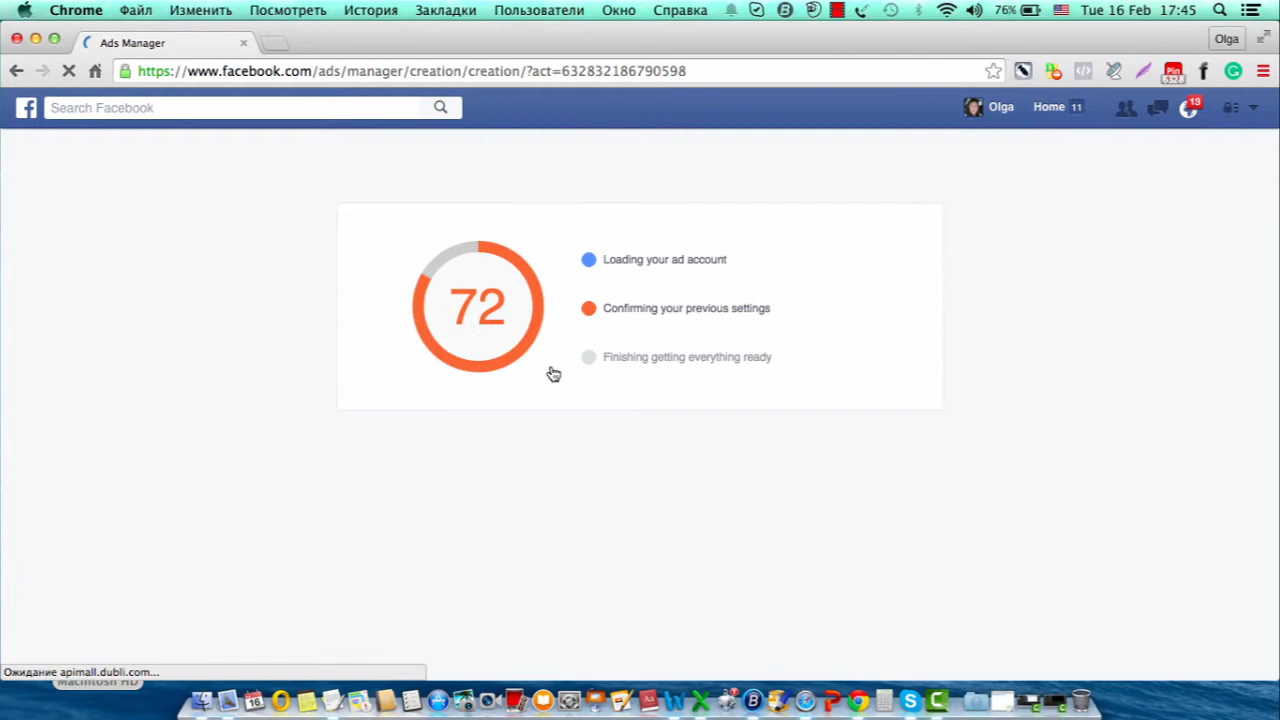 Chrome Файл Изменить Посмотреть История Закладки Пользователи Окно Справка 76% Tue 16 Feb 17:45
Ads Manager Olga
https://www.facebook.com/ads/manager/creation/creation/?act=632832186790598
Search Facebook Olga Home 11 13
72
Loading your ad account
Confirming your previous settings
Finishing getting everything ready
Ожидание apimall.dubli.com...
Macintosh HD